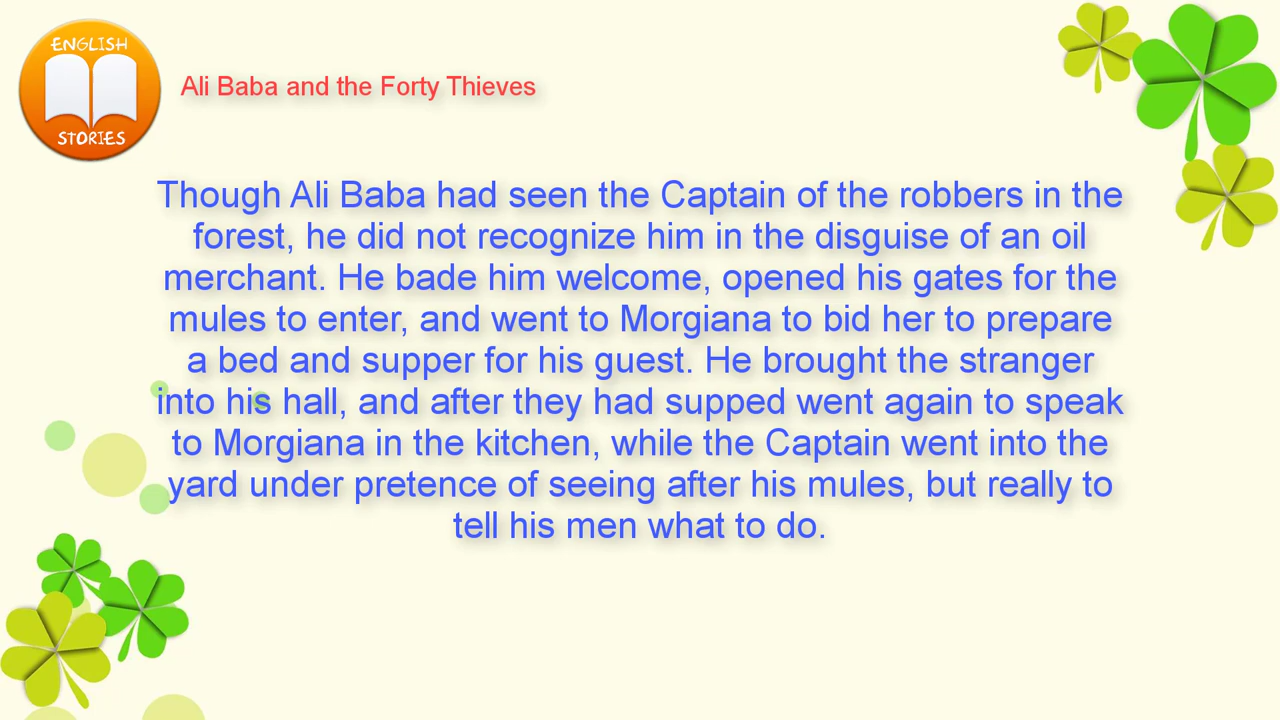 ENGLISH
STORIES
Ali Baba and the Forty Thieves
Though Ali Baba had seen the Captain of the robbers in the
forest, he did not recognize him in the disguise of an oil
merchant. He bade him welcome, opened his gates for the
mules to enter, and went to Morgiana to bid her to prepare
a bed and supper for his guest. He brought the stranger
into his hall, and after they had supped went again to speak
to Morgiana in the kitchen, while the Captain went into the
yard under pretence of seeing after his mules, but really to
tell his men what to do.